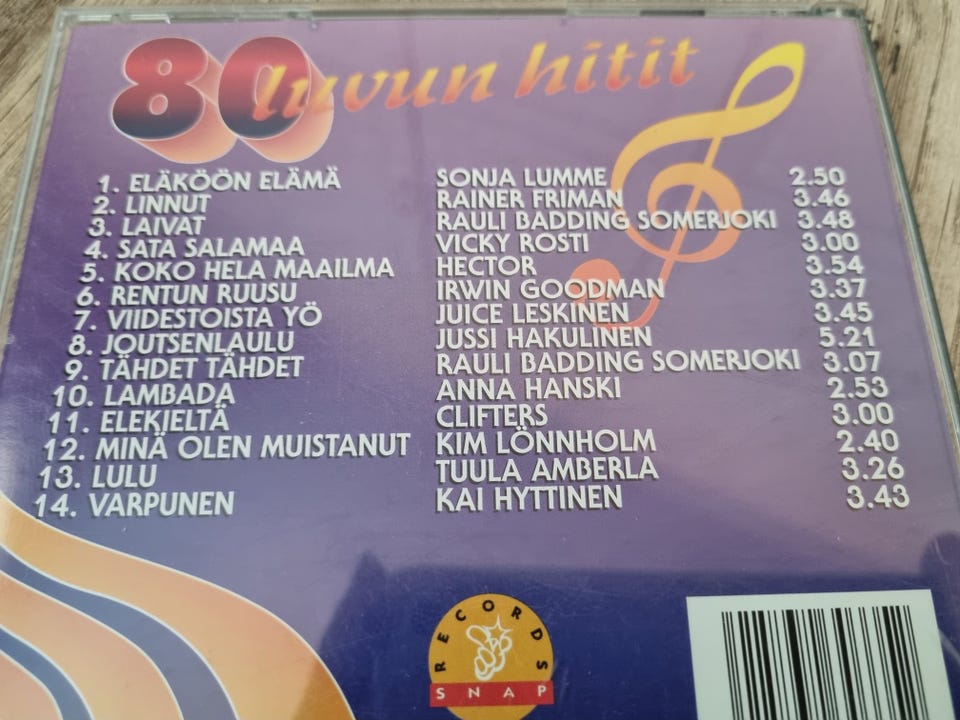 80 luvun hitit
1. ELÄKÖÖN ELÄMÄ SONJA LUMME 2.50
2. LINNUT RAINER FRIMAN 3.46
3. LAIVAT RAULI BADDING SOMERJOKI 3.48
4. SATA SALAMAA VICKY ROSTI 3.00
5. KOKO HELA MAAILMA HECTOR 3.54
6. RENTUN RUUSU IRWIN GOODMAN 3.37
7. VIIDESTOISTA YÖ JUICE LESKINEN 3.45
8. JOUTSENLAULU JUSSI HAKULINEN 5.21
9. TÄHDET TÄHDET RAULI BADDING SOMERJOKI 3.07
10. LAMBADA ANNA HANSKI 2.53
11. ELEKIELTÄ CLIFTERS 3.00
12. MINÄ OLEN MUISTANUT KIM LÖNNHOLM 2.40
13. LULU TUULA AMBERLA 3.26
14. VARPUNEN KAI HYTTINEN 3.43
RECORDS
SNAP